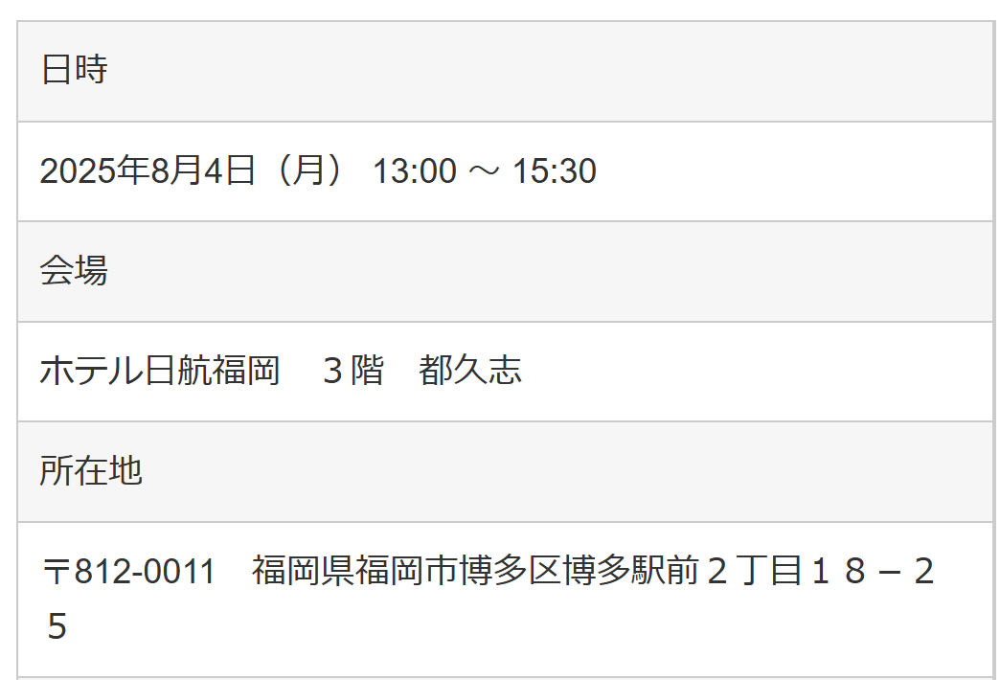 日時
2025年8月4日（月） 13:00 ～ 15:30
会場
ホテル日航福岡　３階　都久志
所在地
〒812-0011　福岡県福岡市博多区博多駅前２丁目１８－２
５